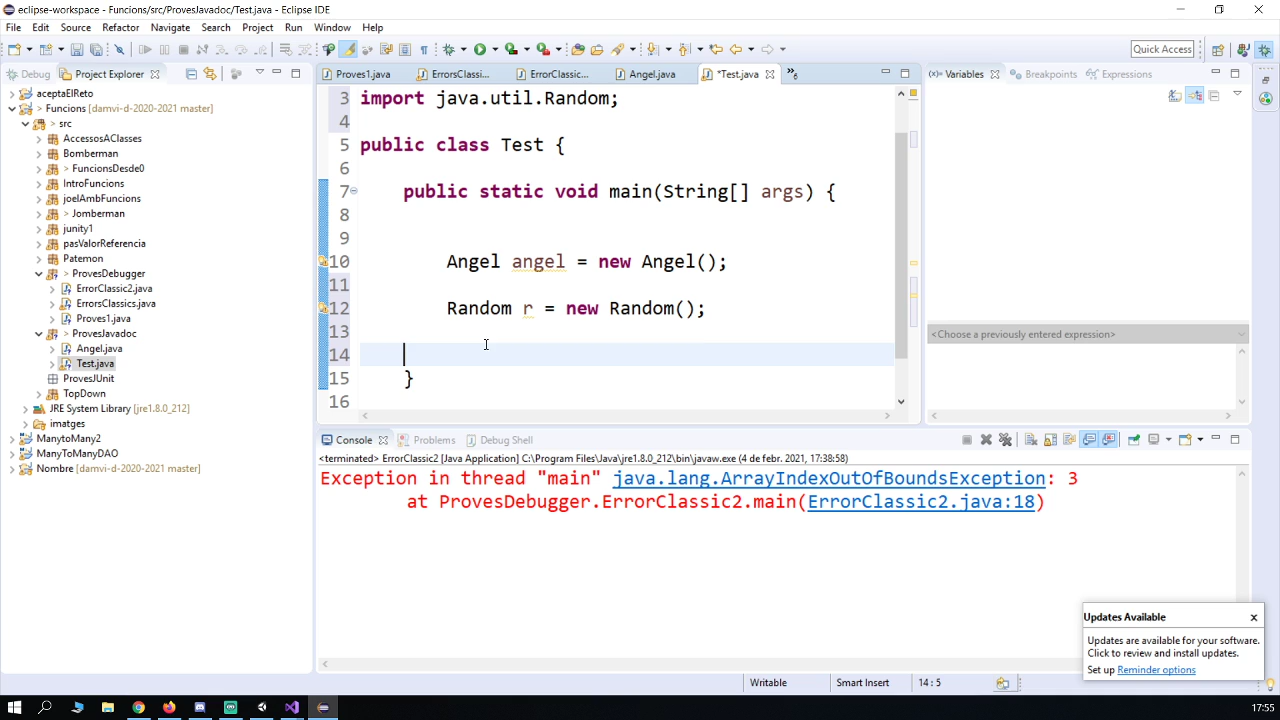 eclipse-workspace - Funcions/src/ProvesJavadoc/Test.java - Eclipse IDE
File Edit Source Refactor Navigate Search Project Run Window Help
Quick Access
Debug Project Explorer
aceptaElReto
> Funcions [damvi-d-2020-2021 master]
src
AccessosAClasses
Bomberman
> FuncionsDesde0
IntroFuncions
joelAmbFuncions
> Jomberman
junity1
pasValorReferencia
Patemon
> ProvesDebugger
ErrorClassic2.java
ErrorsClassics.java
Proves1.java
> ProvesJavadoc
Angel.java
Test.java
ProvesJUnit
TopDown
JRE System Library [jre1.8.0_212]
imatges
ManytoMany2
ManyToManyDAO
Nombre [damvi-d-2020-2021 master]
Proves1.java ErrorsClassi... ErrorClassic... Angel.java *Test.java »6
3 import java.util.Random;
4
5 public class Test {
6
7 public static void main(String[] args) {
8
9
10 Angel angel = new Angel();
11
12 Random r = new Random();
13
14
15 }
16
(x)= Variables Breakpoints Expressions
<Choose a previously entered expression>
Console Problems Debug Shell
<terminated> ErrorClassic2 [Java Application] C:\Program Files\Java\jre1.8.0_212\bin\javaw.exe (4 de febr. 2021, 17:38:58)
Exception in thread "main" java.lang.ArrayIndexOutOfBoundsException: 3
at ProvesDebugger.ErrorClassic2.main(ErrorClassic2.java:18)
Updates Available
Updates are available for your software.
Click to review and install updates.
Set up Reminder options
Writable Smart Insert 14 : 5
17:55